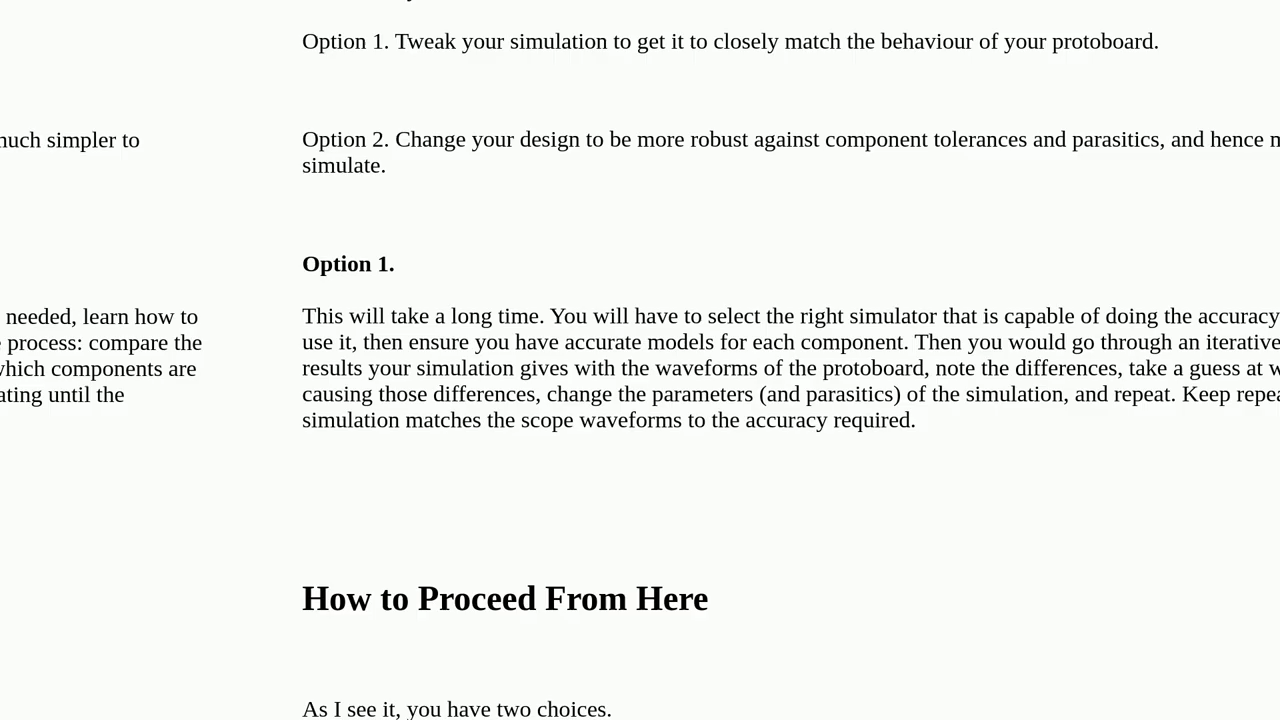 Option 1. Tweak your simulation to get it to closely match the behaviour of your protoboard.
much simpler to
Option 2. Change your design to be more robust against component tolerances and parasitics, and hence
simulate.
Option 1.
needed, learn how to
process: compare the
which components are
until the
This will take a long time. You will have to select the right simulator that is capable of doing the accuracy
use it, then ensure you have accurate models for each component. Then you would go through an iterative
results your simulation gives with the waveforms of the protoboard, note the differences, take a guess at
causing those differences, change the parameters (and parasitics) of the simulation, and repeat. Keep
simulation matches the scope waveforms to the accuracy required.
How to Proceed From Here
As I see it, you have two choices.